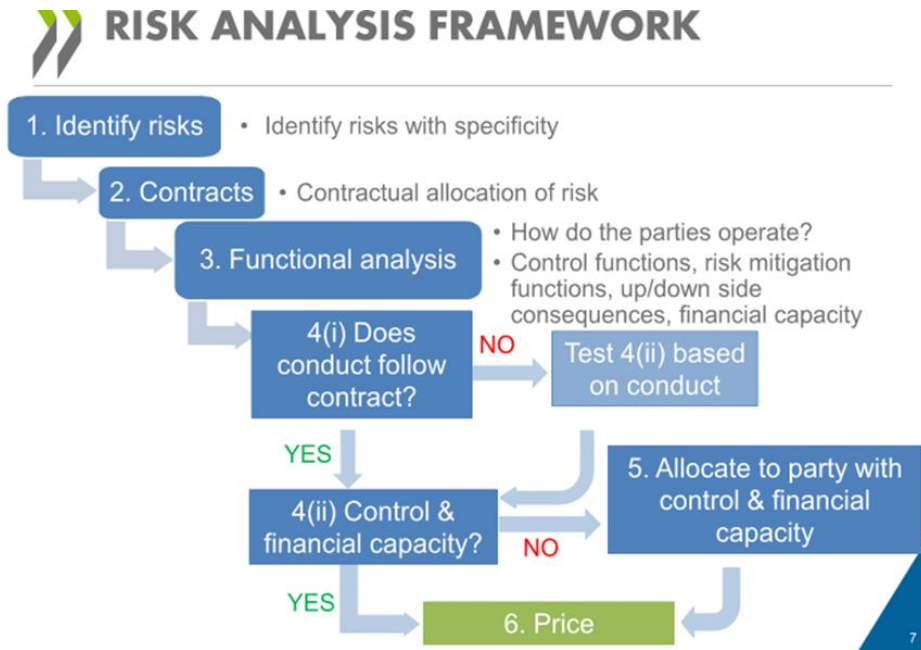 RISK ANALYSIS FRAMEWORK
1. Identify risks
• Identify risks with specificity
2. Contracts
• Contractual allocation of risk
3. Functional analysis
• How do the parties operate?
• Control functions, risk mitigation
functions, up/down side
consequences, financial capacity
4(i) Does
conduct follow
contract?
NO
Test 4(ii) based
on conduct
YES
4(ii) Control &
financial capacity?
NO
5. Allocate to party with
control & financial
capacity
YES
6. Price
7